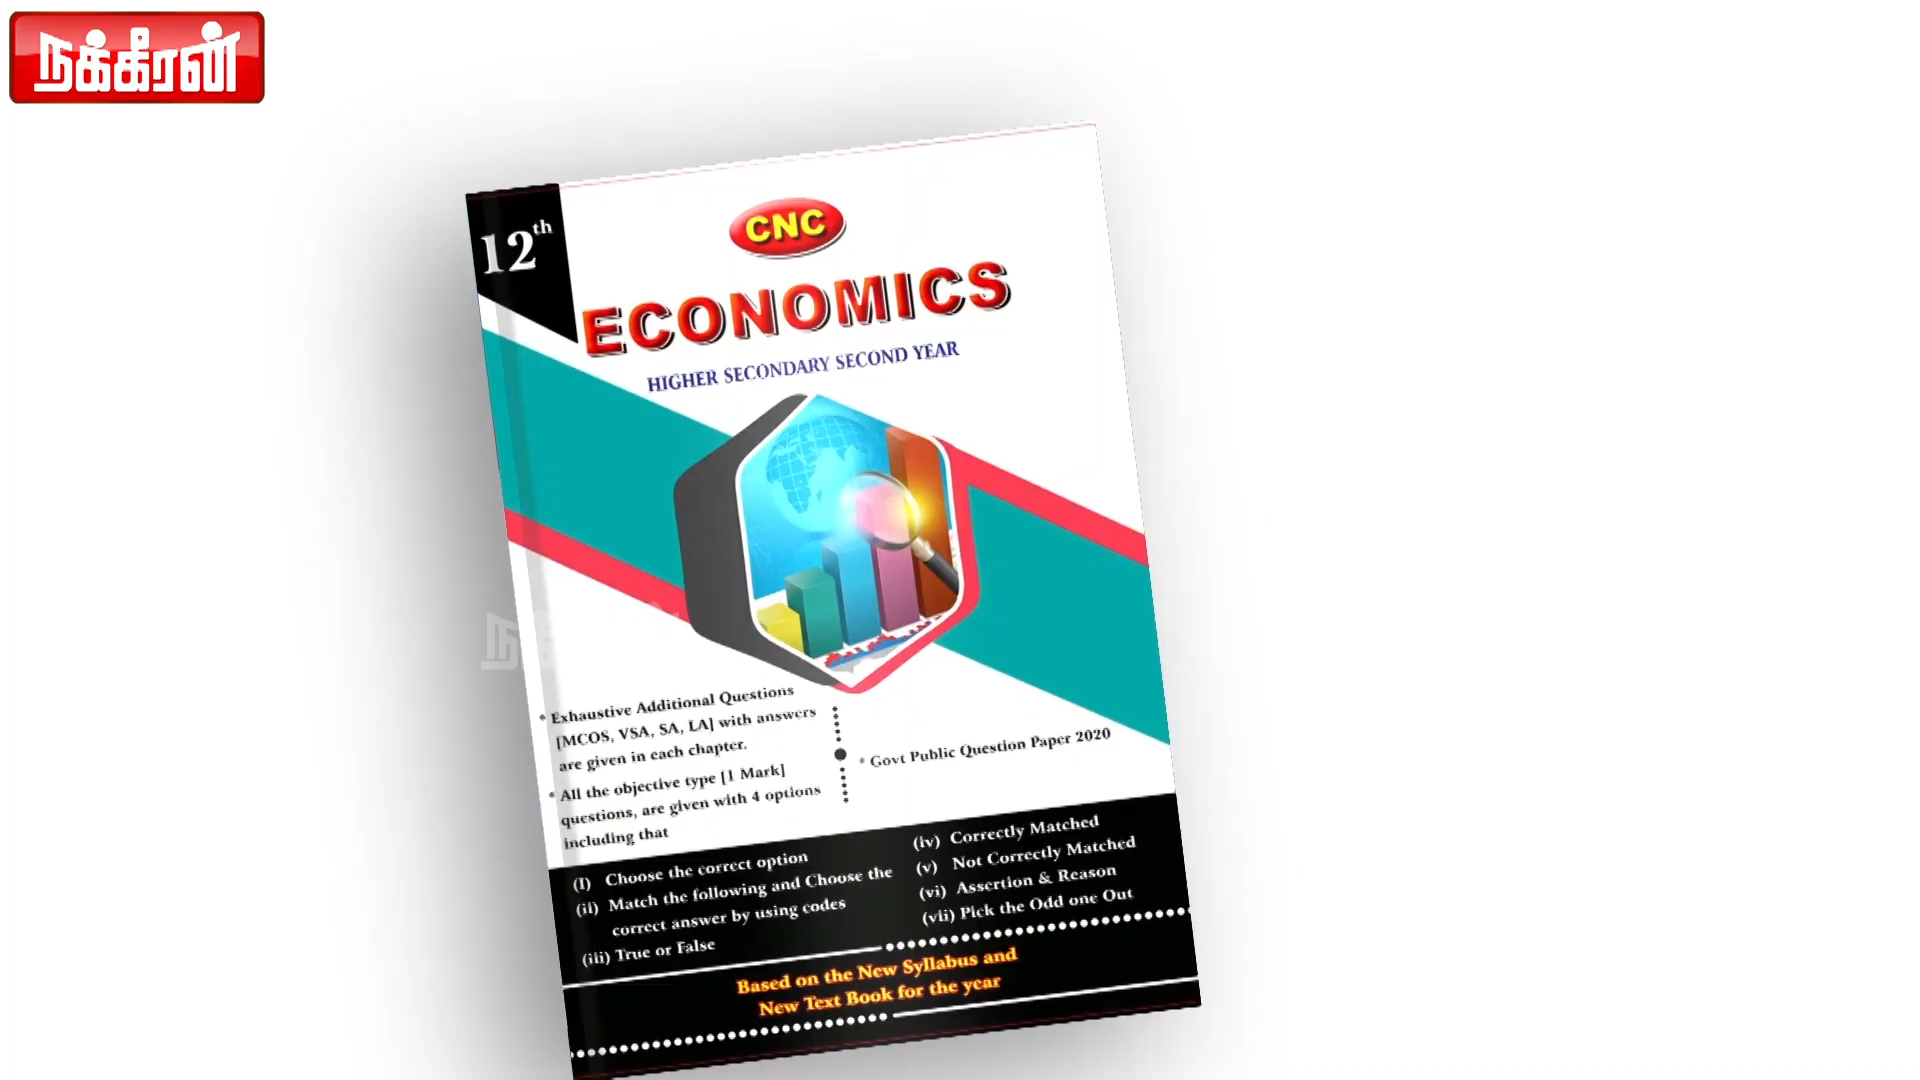 நக்கீரன்
12th
CNC
ECONOMICS
HIGHER SECONDARY SECOND YEAR
* Exhaustive Additional Questions
[MCOS, VSA, SA, LA] with answers
are given in each chapter.
* All the objective type [1 Mark]
questions, are given with 4 options
including that
* Govt Public Question Paper 2020
(I) Choose the correct option
(ii) Match the following and Choose the
correct answer by using codes
(iii) True or False
(iv) Correctly Matched
(v) Not Correctly Matched
(vi) Assertion & Reason
(vii) Pick the Odd one Out
Based on the New Syllabus and
New Text Book for the year